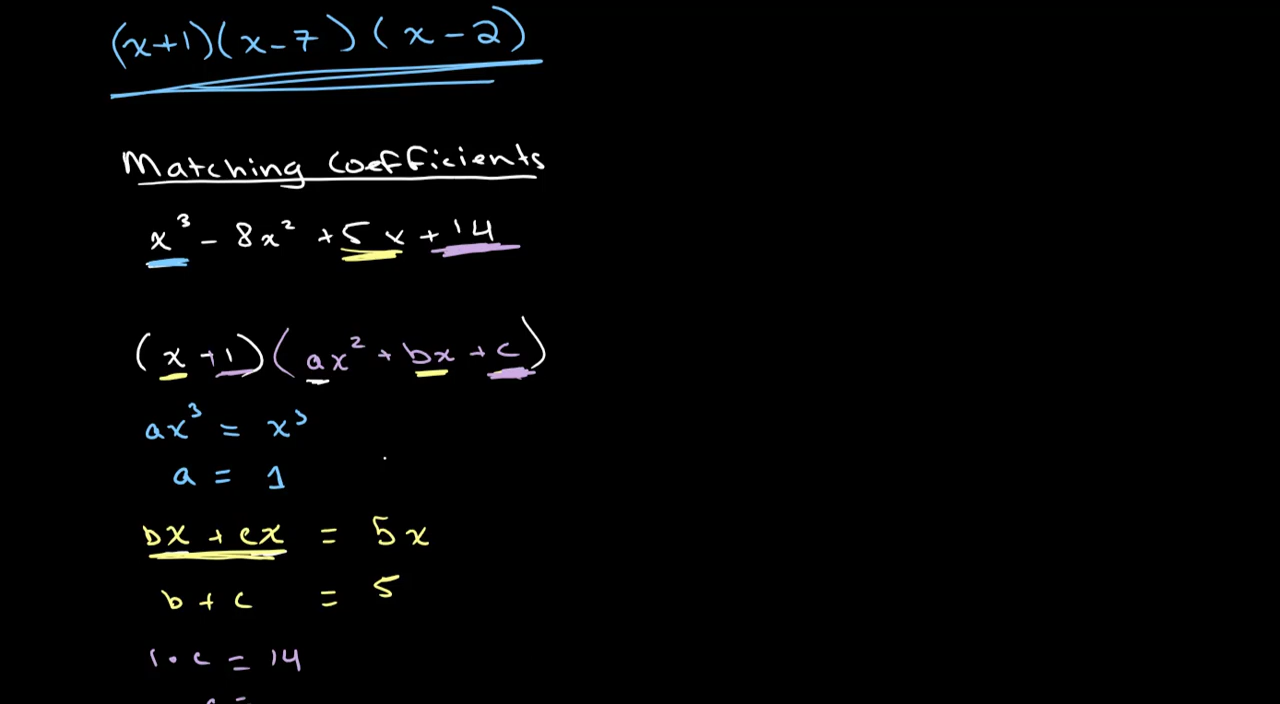 (x+1)(x-7)(x-2)
Matching Coefficients
x³ - 8x² + 5x + 14
(x + 1)(ax² + bx + c)
ax³ = x³
a = 1
bx + cx = 5x
b + c = 5
1 • c = 14